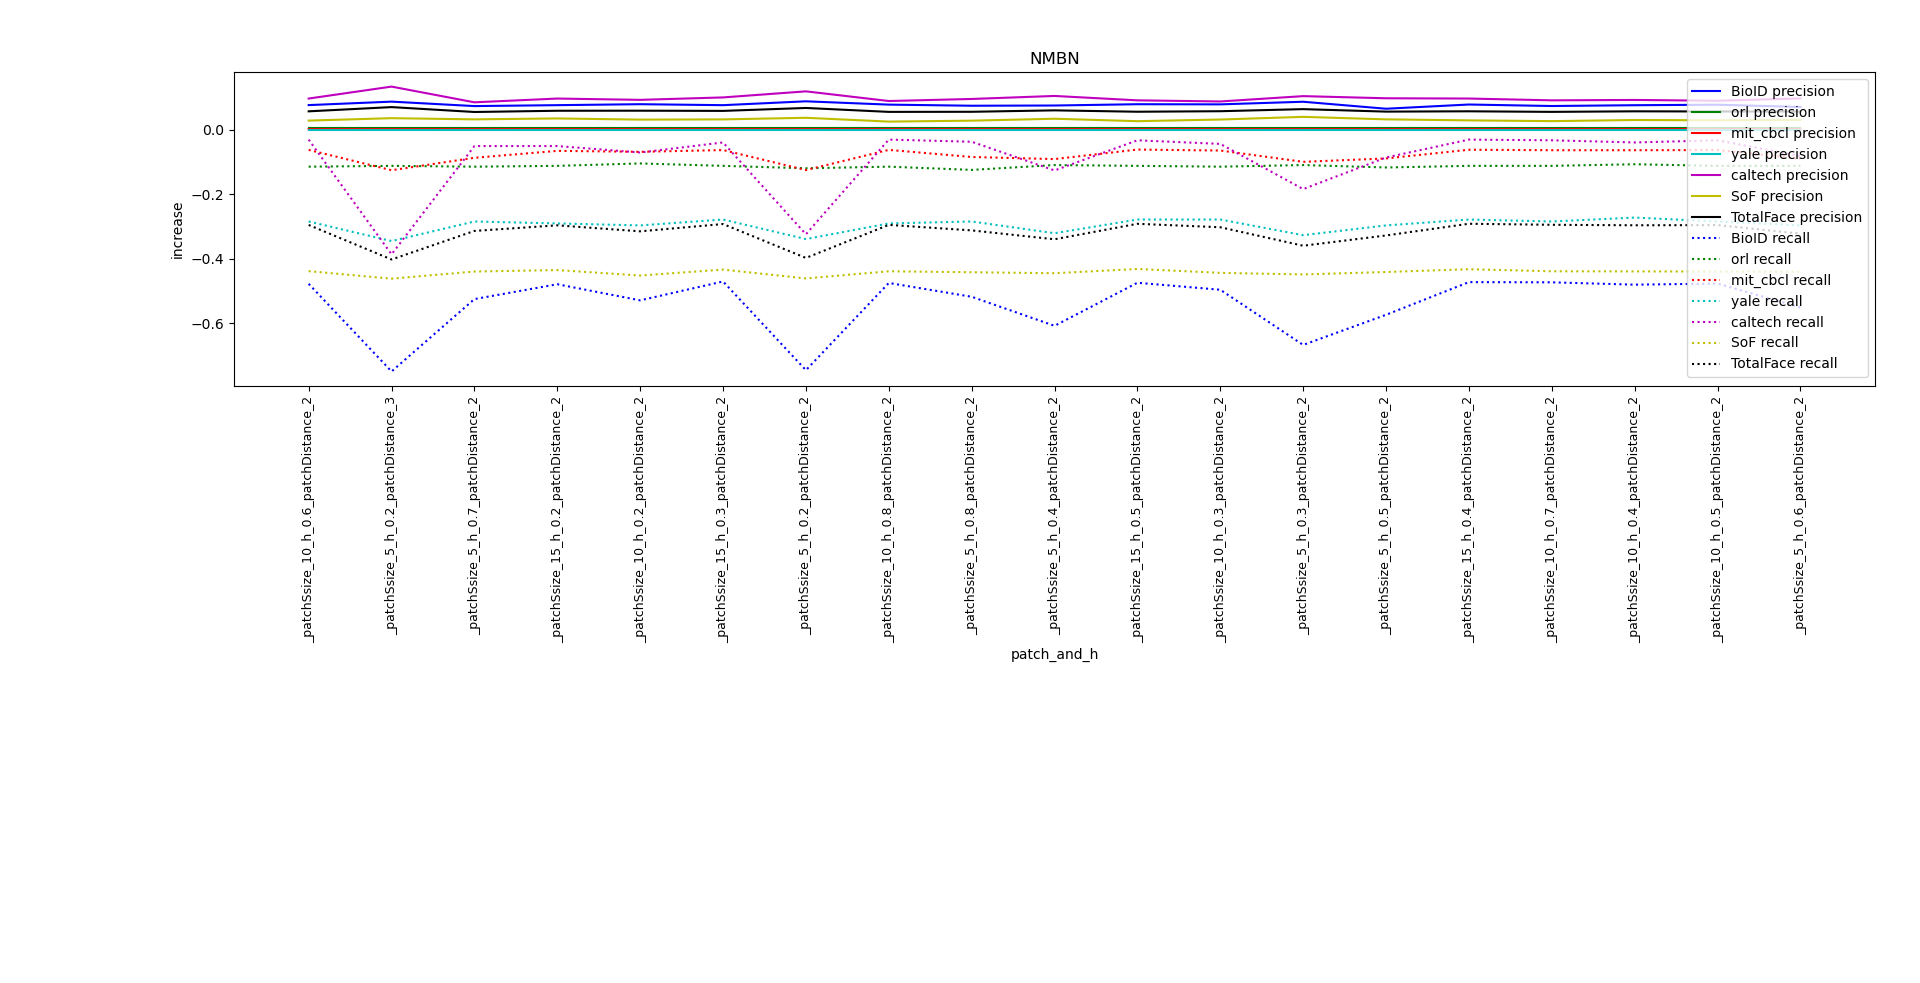 NMBN
increase
0.0
−0.2
−0.4
−0.6
BioID precision
orl precision
mit_cbcl precision
yale precision
caltech precision
SoF precision
TotalFace precision
BioID recall
orl recall
mit_cbcl recall
yale recall
caltech recall
SoF recall
TotalFace recall
_patchSsize_10_h_0.6_patchDistance_2
_patchSsize_5_h_0.2_patchDistance_3
_patchSsize_5_h_0.7_patchDistance_2
_patchSsize_15_h_0.2_patchDistance_2
_patchSsize_10_h_0.2_patchDistance_2
_patchSsize_15_h_0.3_patchDistance_2
_patchSsize_5_h_0.2_patchDistance_2
_patchSsize_10_h_0.8_patchDistance_2
_patchSsize_5_h_0.8_patchDistance_2
_patchSsize_5_h_0.4_patchDistance_2
_patchSsize_15_h_0.5_patchDistance_2
_patchSsize_10_h_0.3_patchDistance_2
_patchSsize_5_h_0.3_patchDistance_2
_patchSsize_5_h_0.5_patchDistance_2
_patchSsize_15_h_0.4_patchDistance_2
_patchSsize_10_h_0.7_patchDistance_2
_patchSsize_10_h_0.4_patchDistance_2
_patchSsize_10_h_0.5_patchDistance_2
_patchSsize_5_h_0.6_patchDistance_2
patch_and_h